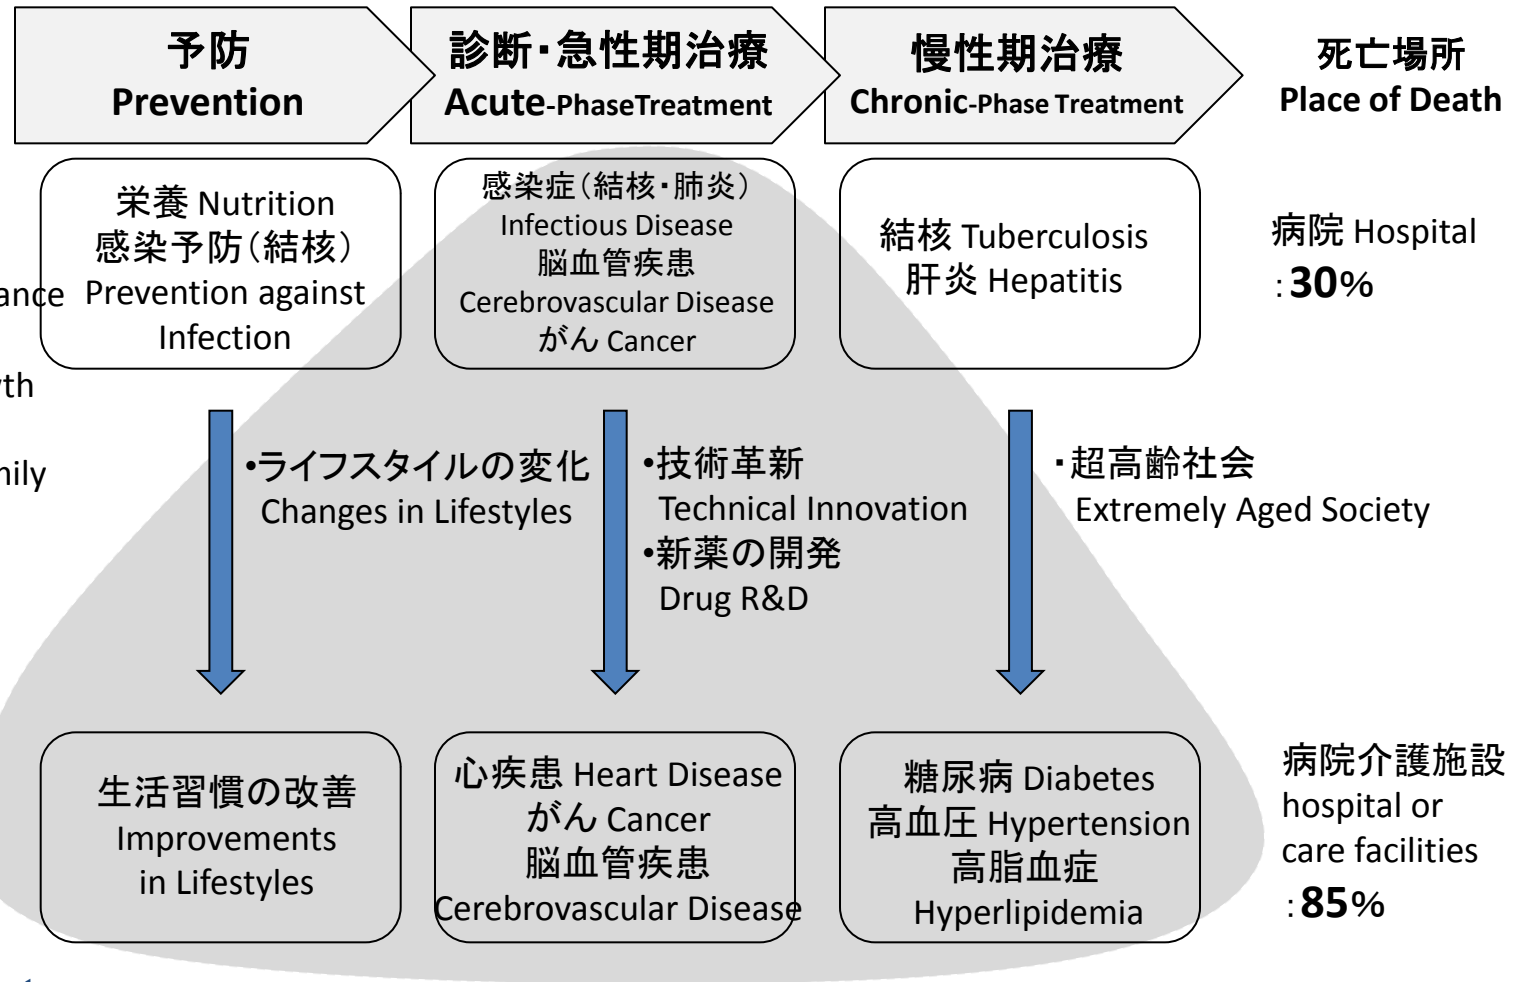 予防
Prevention
診断・急性期治療
Acute-PhaseTreatment
慢性期治療
Chronic-Phase Treatment
死亡場所
Place of Death
栄養 Nutrition
感染予防（結核）
Prevention against
Infection
感染症（結核・肺炎）
Infectious Disease
脳血管疾患
Cerebrovascular Disease
がん Cancer
結核 Tuberculosis
肝炎 Hepatitis
病院 Hospital
：30%
ance
th
mily
•ライフスタイルの変化
Changes in Lifestyles
•技術革新
Technical Innovation
•新薬の開発
Drug R&D
・超高齢社会
Extremely Aged Society
生活習慣の改善
Improvements
in Lifestyles
心疾患 Heart Disease
がん Cancer
脳血管疾患
Cerebrovascular Disease
糖尿病 Diabetes
高血圧 Hypertension
高脂血症
Hyperlipidemia
病院介護施設
hospital or
care facilities
：85%